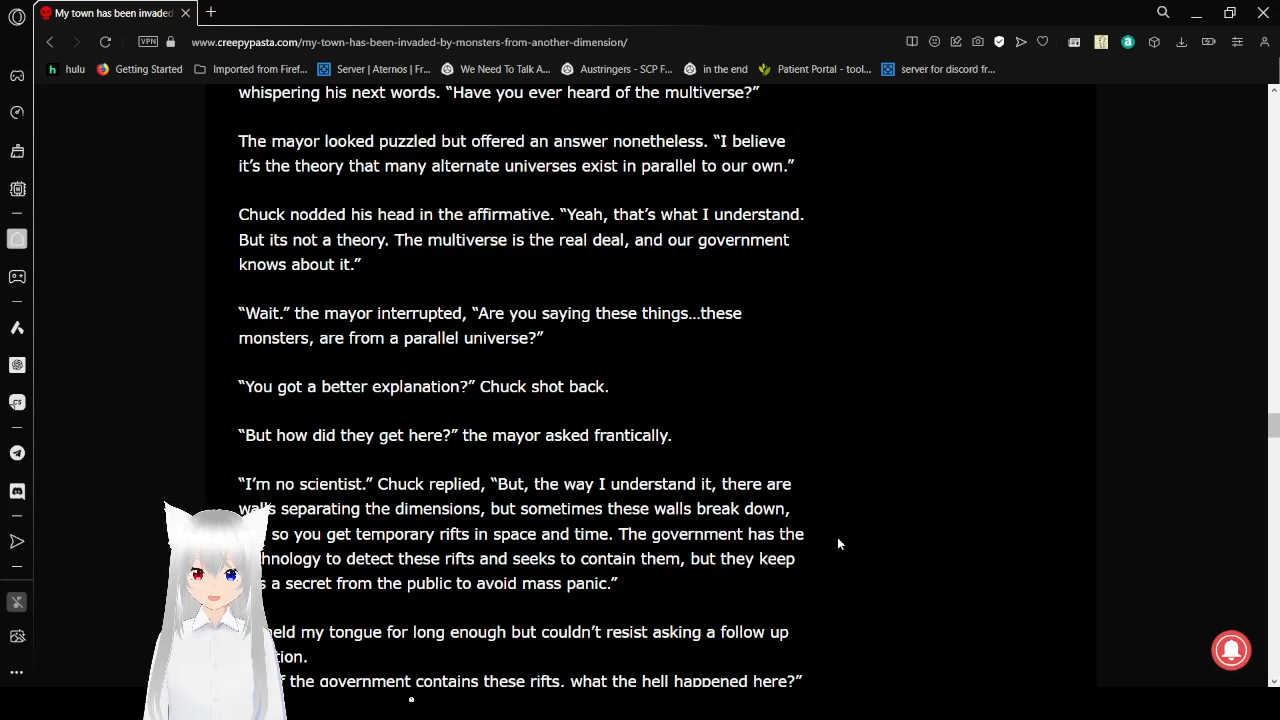 My town has been invaded
VPN
www.creepypasta.com/my-town-has-been-invaded-by-monsters-from-another-dimension/
h hulu Getting Started Imported from Firef... Server | Aternos | Fr... We Need To Talk A... Austringers - SCP F... in the end Patient Portal - tool... server for discord fr...
whispering his next words. “Have you ever heard of the multiverse?”
The mayor looked puzzled but offered an answer nonetheless. “I believe
it’s the theory that many alternate universes exist in parallel to our own.”
Chuck nodded his head in the affirmative. “Yeah, that’s what I understand.
But its not a theory. The multiverse is the real deal, and our government
knows about it.”
“Wait.” the mayor interrupted, “Are you saying these things…these
monsters, are from a parallel universe?”
“You got a better explanation?” Chuck shot back.
“But how did they get here?” the mayor asked frantically.
“I’m no scientist.” Chuck replied, “But, the way I understand it, there are
walls separating the dimensions, but sometimes these walls break down,
so you get temporary rifts in space and time. The government has the
hnology to detect these rifts and seeks to contain them, but they keep
s a secret from the public to avoid mass panic.”
held my tongue for long enough but couldn’t resist asking a follow up
tion.
f the government contains these rifts, what the hell happened here?”